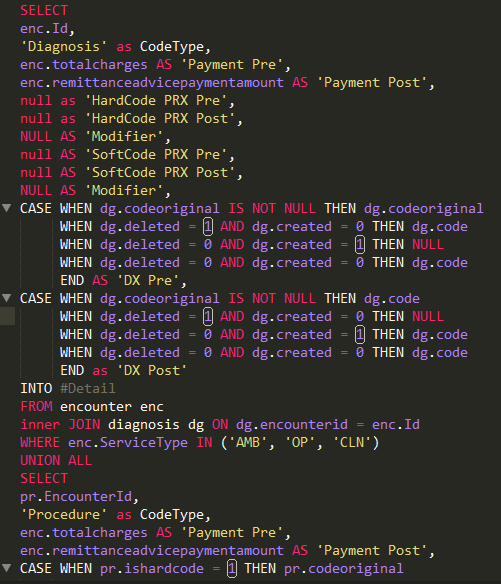 SELECT
enc.Id,
'Diagnosis' as CodeType,
enc.totalcharges AS 'Payment Pre',
enc.remittanceadvicepaymentamount AS 'Payment Post',
null as 'HardCode PRX Pre',
null as 'HardCode PRX Post',
NULL AS 'Modifier',
null AS 'SoftCode PRX Pre',
null AS 'SoftCode PRX Post',
NULL AS 'Modifier',
CASE WHEN dg.codeoriginal IS NOT NULL THEN dg.codeoriginal
WHEN dg.deleted = 1 AND dg.created = 0 THEN dg.code
WHEN dg.deleted = 0 AND dg.created = 1 THEN NULL
WHEN dg.deleted = 0 AND dg.created = 0 THEN dg.code
END AS 'DX Pre',
CASE WHEN dg.codeoriginal IS NOT NULL THEN dg.code
WHEN dg.deleted = 1 AND dg.created = 0 THEN NULL
WHEN dg.deleted = 0 AND dg.created = 1 THEN dg.code
WHEN dg.deleted = 0 AND dg.created = 0 THEN dg.code
END as 'DX Post'
INTO #Detail
FROM encounter enc
inner JOIN diagnosis dg ON dg.encounterid = enc.Id
WHERE enc.ServiceType IN ('AMB', 'OP', 'CLN')
UNION ALL
SELECT
pr.EncounterId,
'Procedure' as CodeType,
enc.totalcharges AS 'Payment Pre',
enc.remittanceadvicepaymentamount AS 'Payment Post',
CASE WHEN pr.ishardcode = 1 THEN pr.codeoriginal